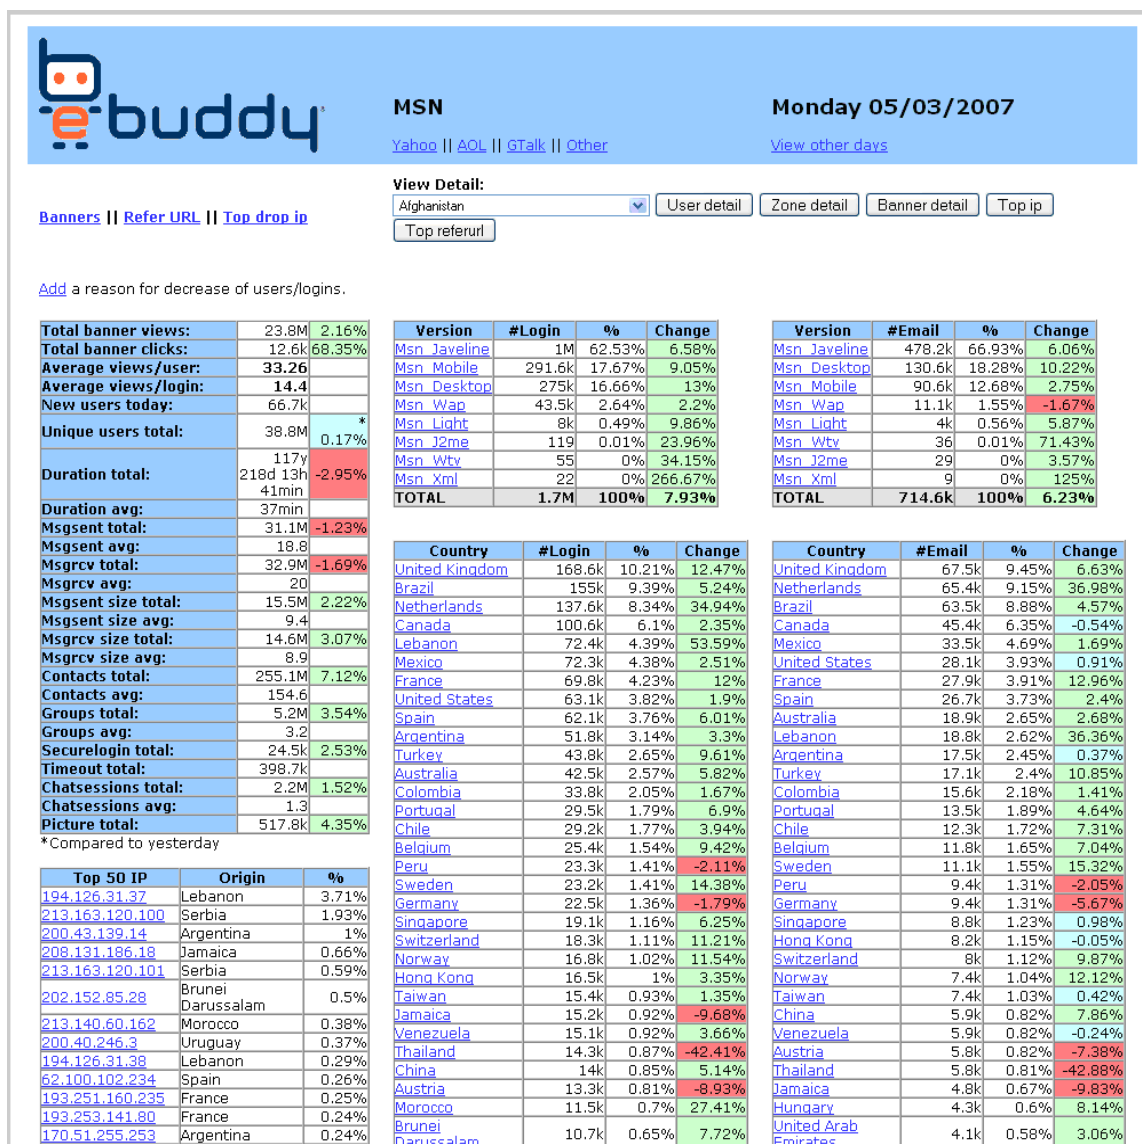 ebuddy
MSN
Monday 05/03/2007
Yahoo || AOL || GTalk || Other
View other days
Banners || Refer URL || Top drop ip
View Detail:
Afghanistan User detail Zone detail Banner detail Top ip
Top referurl
Add a reason for decrease of users/logins.
Total banner views: 23.8M 2.16%
Total banner clicks: 12.6k 68.35%
Average views/user: 33.26
Average views/login: 14.4
New users today: 66.7k
Unique users total: 38.8M * 0.17%
Duration total: 117y 218d 13h 41min -2.95%
Duration avg: 37min
Msgsent total: 31.1M -1.23%
Msgsent avg: 18.8
Msgrcv total: 32.9M -1.69%
Msgrcv avg: 20
Msgsent size total: 15.5M 2.22%
Msgsent size avg: 9.4
Msgrcv size total: 14.6M 3.07%
Msgrcv size avg: 8.9
Contacts total: 255.1M 7.12%
Contacts avg: 154.6
Groups total: 5.2M 3.54%
Groups avg: 3.2
Securelogin total: 24.5k 2.53%
Timeout total: 398.7k
Chatsessions total: 2.2M 1.52%
Chatsessions avg: 1.3
Picture total: 517.8k 4.35%
*Compared to yesterday
Top 50 IP Origin %
194.126.31.37 Lebanon 3.71%
213.163.120.100 Serbia 1.93%
200.43.139.14 Argentina 1%
208.131.186.18 Jamaica 0.66%
213.163.120.101 Serbia 0.59%
202.152.85.28 Brunei Darussalam 0.5%
213.140.60.162 Morocco 0.38%
200.40.246.3 Uruguay 0.37%
194.126.31.38 Lebanon 0.29%
62.100.102.234 Spain 0.26%
193.251.160.235 France 0.25%
193.253.141.80 France 0.24%
170.51.255.253 Argentina 0.24%
Version #Login % Change
Msn_Javeline 1M 62.53% 6.58%
Msn_Mobile 291.6k 17.67% 9.05%
Msn_Desktop 275k 16.66% 13%
Msn_Wap 43.5k 2.64% 2.2%
Msn_Light 8k 0.49% 9.86%
Msn_J2me 119 0.01% 23.96%
Msn_Wtv 55 0% 34.15%
Msn_Xml 22 0% 266.67%
TOTAL 1.7M 100% 7.93%
Version #Email % Change
Msn_Javeline 478.2k 66.93% 6.06%
Msn_Desktop 130.6k 18.28% 10.22%
Msn_Mobile 90.6k 12.68% 2.75%
Msn_Wap 11.1k 1.55% -1.67%
Msn_Light 4k 0.56% 5.87%
Msn_Wtv 36 0.01% 71.43%
Msn_J2me 29 0% 3.57%
Msn_Xml 9 0% 125%
TOTAL 714.6k 100% 6.23%
Country #Login % Change
United Kingdom 168.6k 10.21% 12.47%
Brazil 155k 9.39% 5.24%
Netherlands 137.6k 8.34% 34.94%
Canada 100.6k 6.1% 2.35%
Lebanon 72.4k 4.39% 53.59%
Mexico 72.3k 4.38% 2.51%
France 69.8k 4.23% 12%
United States 63.1k 3.82% 1.9%
Spain 62.1k 3.76% 6.01%
Argentina 51.8k 3.14% 3.3%
Turkey 43.8k 2.65% 9.61%
Australia 42.5k 2.57% 5.82%
Colombia 33.8k 2.05% 1.67%
Portugal 29.5k 1.79% 6.9%
Chile 29.2k 1.77% 3.94%
Belgium 25.4k 1.54% 9.42%
Peru 23.3k 1.41% -2.11%
Sweden 23.2k 1.41% 14.38%
Germany 22.5k 1.36% -1.79%
Singapore 19.1k 1.16% 6.25%
Switzerland 18.3k 1.11% 11.21%
Norway 16.8k 1.02% 11.54%
Hong Kong 16.5k 1% 3.35%
Taiwan 15.4k 0.93% 1.35%
Jamaica 15.2k 0.92% -9.68%
Venezuela 15.1k 0.92% 3.66%
Thailand 14.3k 0.87% -42.41%
China 14k 0.85% 5.14%
Austria 13.3k 0.81% -8.93%
Morocco 11.5k 0.7% 27.41%
Brunei Darussalam 10.7k 0.65% 7.72%
Country #Email % Change
United Kingdom 67.5k 9.45% 6.63%
Netherlands 65.4k 9.15% 36.98%
Brazil 63.5k 8.88% 4.57%
Canada 45.4k 6.35% -0.54%
Mexico 33.5k 4.69% 1.69%
United States 28.1k 3.93% 0.91%
France 27.9k 3.91% 12.96%
Spain 26.7k 3.73% 2.4%
Australia 18.9k 2.65% 2.68%
Lebanon 18.8k 2.62% 36.36%
Argentina 17.5k 2.45% 0.37%
Turkey 17.1k 2.4% 10.85%
Colombia 15.6k 2.18% 1.41%
Portugal 13.5k 1.89% 4.64%
Chile 12.3k 1.72% 7.31%
Belgium 11.8k 1.65% 7.04%
Sweden 11.1k 1.55% 15.32%
Peru 9.4k 1.31% -2.05%
Germany 9.4k 1.31% -5.67%
Singapore 8.8k 1.23% 0.98%
Hong Kong 8.2k 1.15% -0.05%
Switzerland 8k 1.12% 9.87%
Norway 7.4k 1.04% 12.12%
Taiwan 7.4k 1.03% 0.42%
China 5.9k 0.82% 7.86%
Venezuela 5.9k 0.82% -0.24%
Austria 5.8k 0.82% -7.38%
Thailand 5.8k 0.81% -42.88%
Jamaica 4.8k 0.67% -9.83%
Hungary 4.3k 0.6% 8.14%
United Arab Emirates 4.1k 0.58% 3.06%